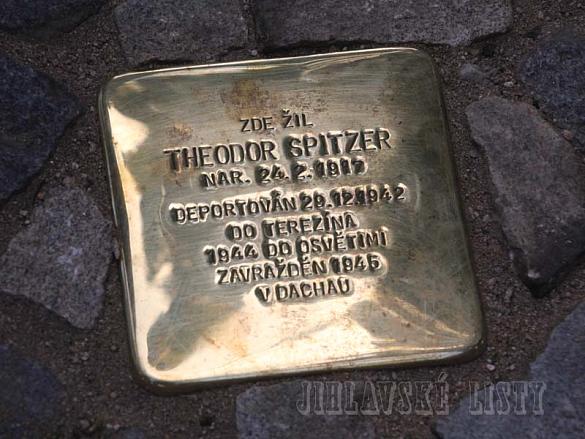 ZDE ŽIL
THEODOR SPITZER
NAR. 24.2.1917
DEPORTOVÁN 29.12.1942
DO TEREZÍNA
1944 DO OSVĚTIMI
ZAVRAŽDĚN 1945
V DACHAU
JIHLAVSKÉ LISTY